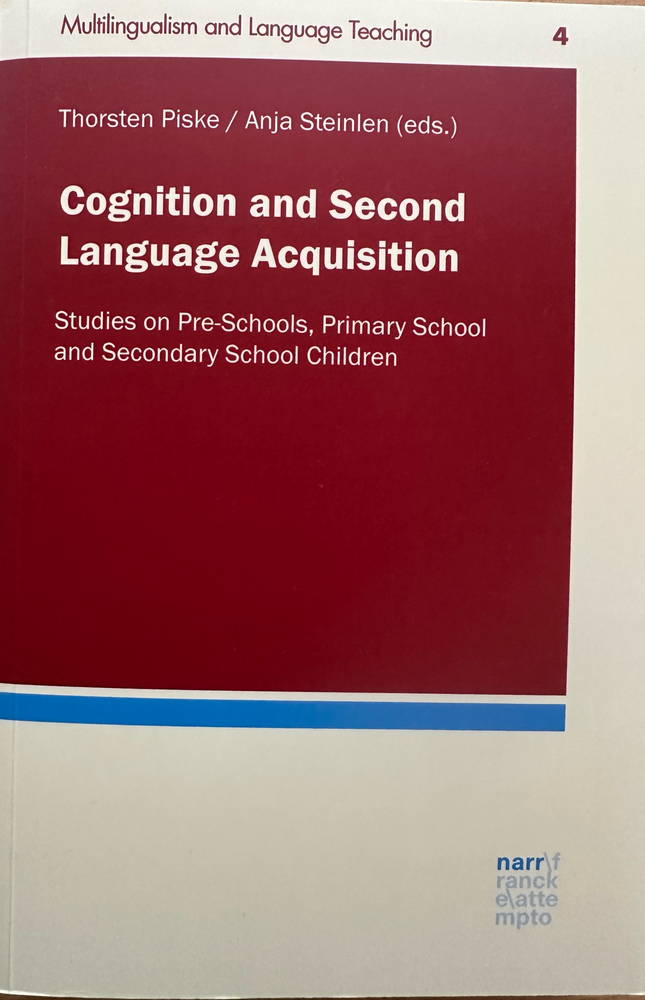 Multilingualism and Language Teaching 4
Thorsten Piske / Anja Steinlen (eds.)
Cognition and Second
Language Acquisition
Studies on Pre-Schools, Primary School
and Secondary School Children
narr\f
ranck
e\atte
mpto